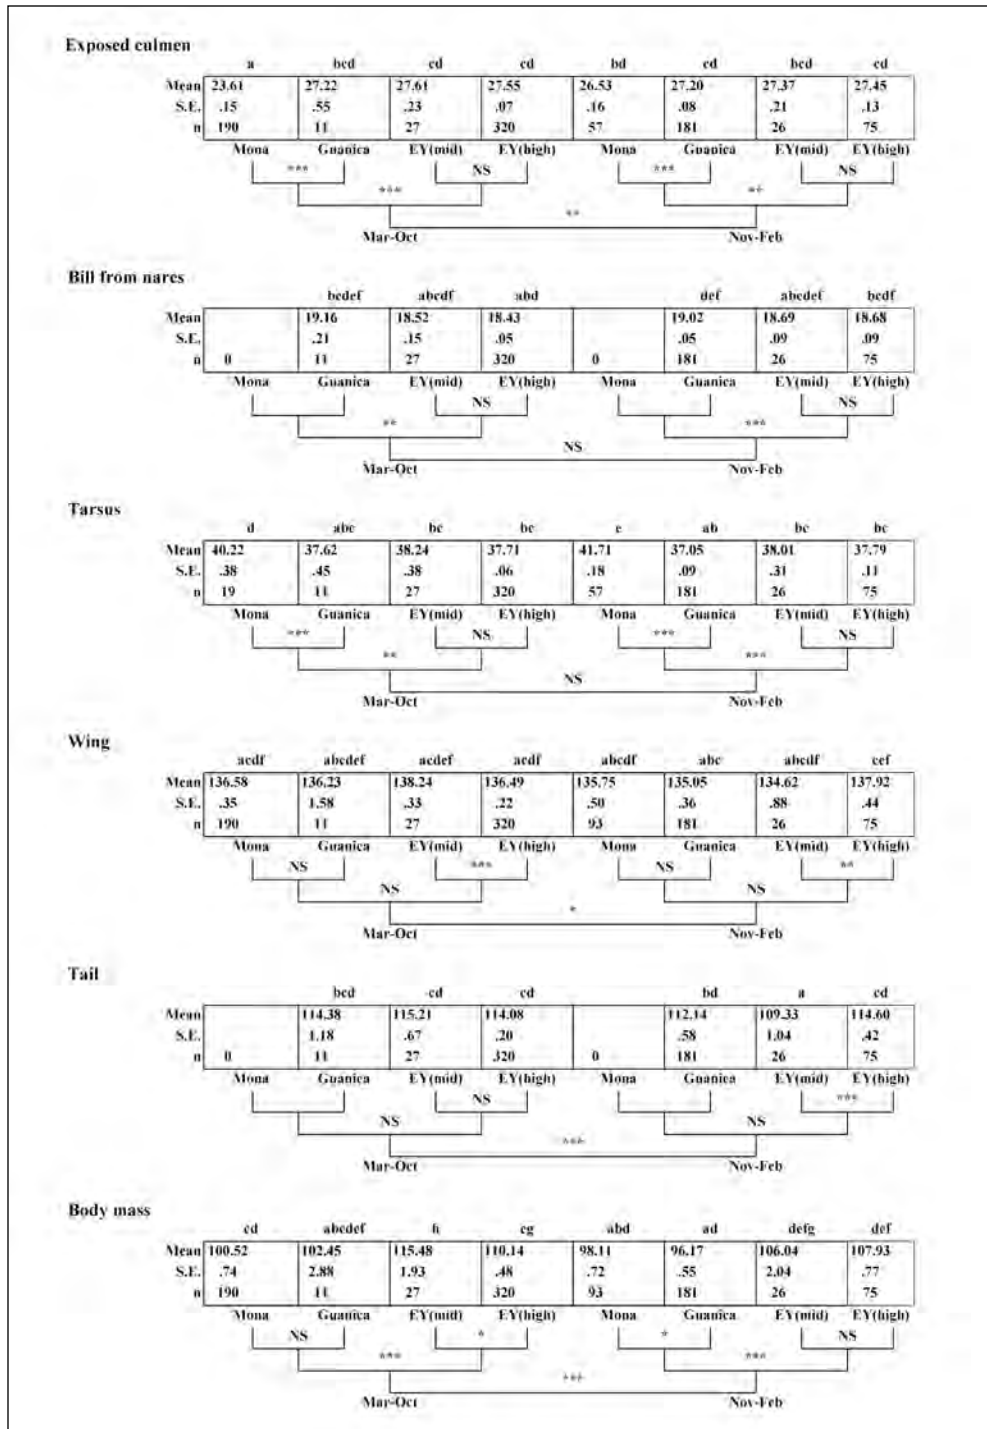 Exposed culmen
a bcd cd cd bd cd bcd cd
Mean 23.61 27.22 27.61 27.55 26.53 27.20 27.37 27.45
S.E. .15 .55 .23 .07 .16 .08 .21 .13
n 190 11 27 320 57 181 26 75
Mona Guanica EY(mid) EY(high) Mona Guanica EY(mid) EY(high)
*** NS *** NS
*** **
**
Mar-Oct Nov-Feb
Bill from nares
bcdef abcdf abd def abcdef bcdf
Mean 19.16 18.52 18.43 19.02 18.69 18.68
S.E. .21 .15 .05 .05 .09 .09
n 0 11 27 320 0 181 26 75
Mona Guanica EY(mid) EY(high) Mona Guanica EY(mid) EY(high)
NS NS
** ***
NS
Mar-Oct Nov-Feb
Tarsus
d abc bc bc e ab bc bc
Mean 40.22 37.62 38.24 37.71 41.71 37.05 38.01 37.79
S.E. .38 .45 .38 .06 .18 .09 .31 .11
n 19 11 27 320 57 181 26 75
Mona Guanica EY(mid) EY(high) Mona Guanica EY(mid) EY(high)
*** NS *** NS
** ***
NS
Mar-Oct Nov-Feb
Wing
acdf abcdef acdef acdf abcdf abc abcdf cef
Mean 136.58 136.23 138.24 136.49 135.75 135.05 134.62 137.92
S.E. .35 1.58 .33 .22 .50 .36 .88 .44
n 190 11 27 320 93 181 26 75
Mona Guanica EY(mid) EY(high) Mona Guanica EY(mid) EY(high)
NS *** NS **
NS NS
*
Mar-Oct Nov-Feb
Tail
bcd cd cd bd a cd
Mean 114.38 115.21 114.08 112.14 109.33 114.60
S.E. 1.18 .67 .20 .58 1.04 .42
n 0 11 27 320 0 181 26 75
Mona Guanica EY(mid) EY(high) Mona Guanica EY(mid) EY(high)
NS ***
NS NS
***
Mar-Oct Nov-Feb
Body mass
cd abcdef h cg abd ad defg def
Mean 100.52 102.45 115.48 110.14 98.11 96.17 106.04 107.93
S.E. .74 2.88 1.93 .48 .72 .55 2.04 .77
n 190 11 27 320 93 181 26 75
Mona Guanica EY(mid) EY(high) Mona Guanica EY(mid) EY(high)
NS * * NS
*** ***
***
Mar-Oct Nov-Feb